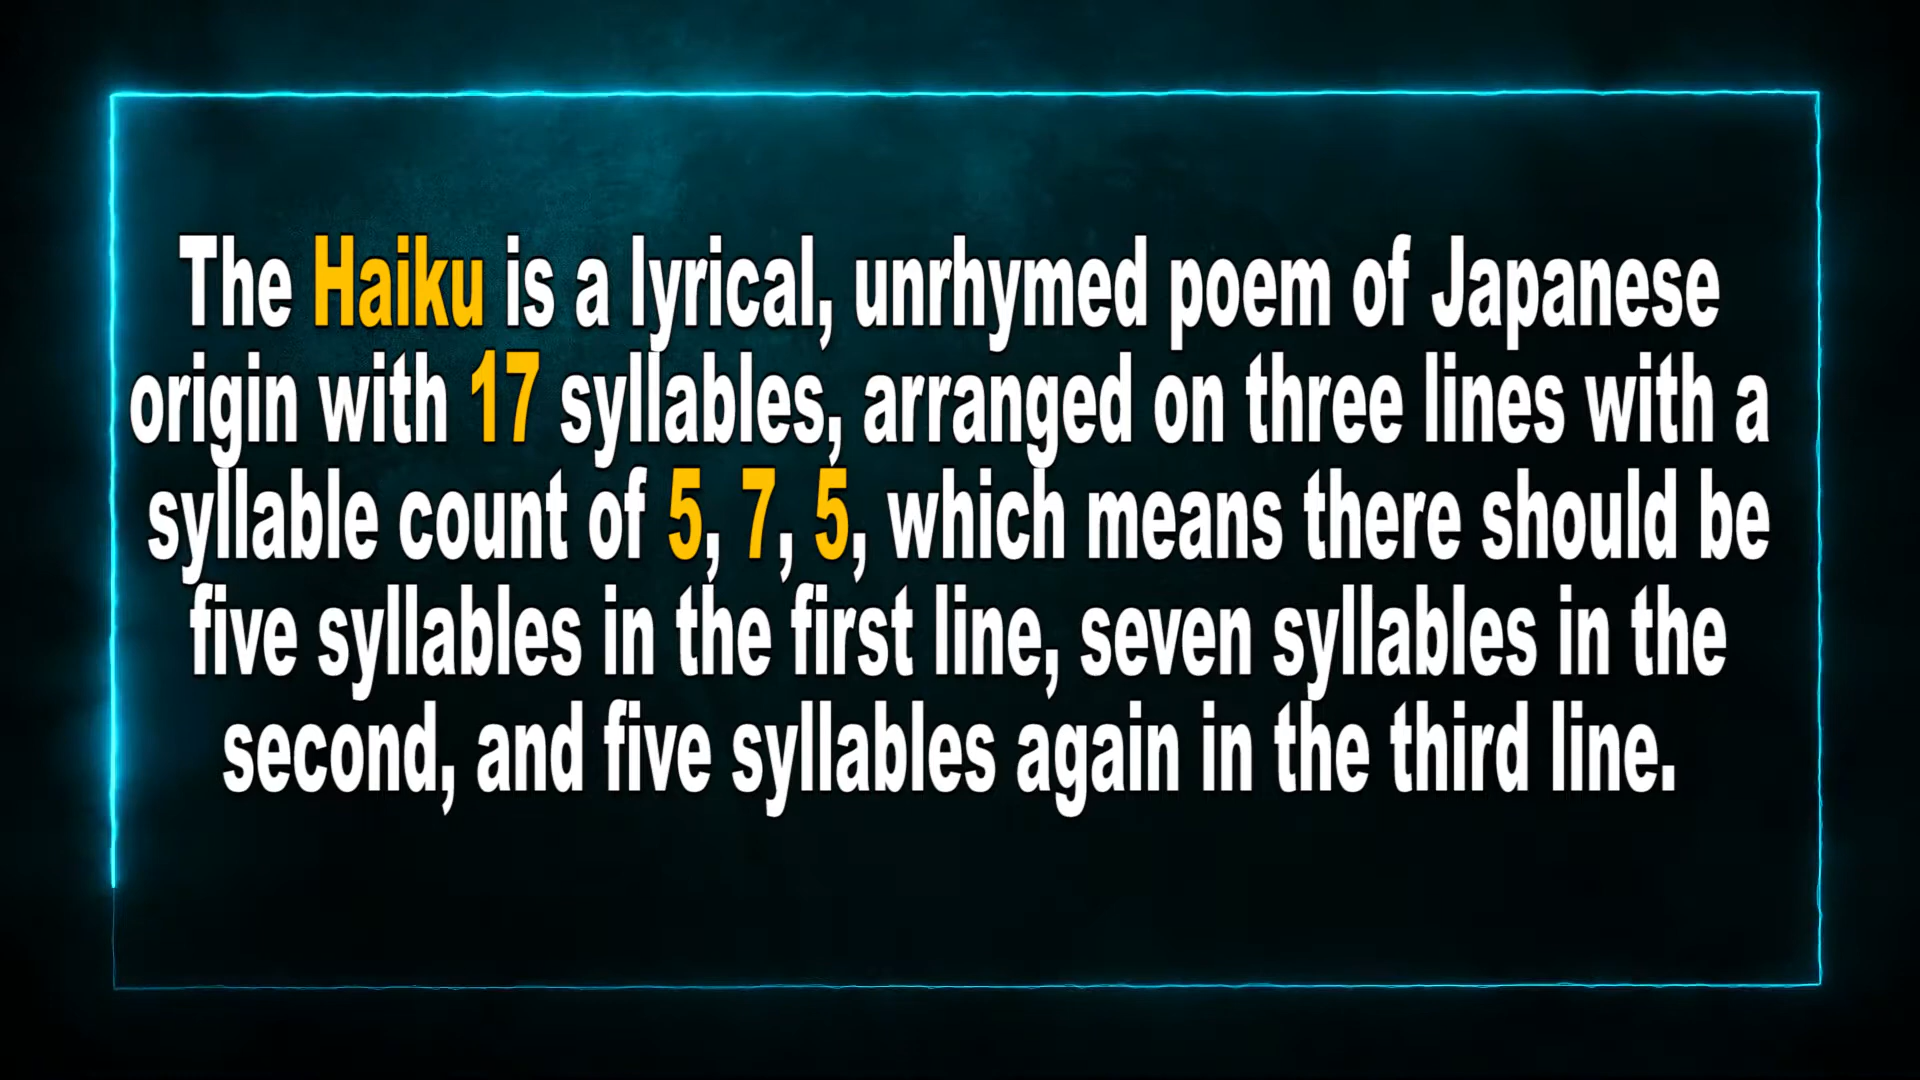 The Haiku is a lyrical, unrhymed poem of Japanese
origin with 17 syllables, arranged on three lines with a
syllable count of 5, 7, 5, which means there should be
five syllables in the first line, seven syllables in the
second, and five syllables again in the third line.